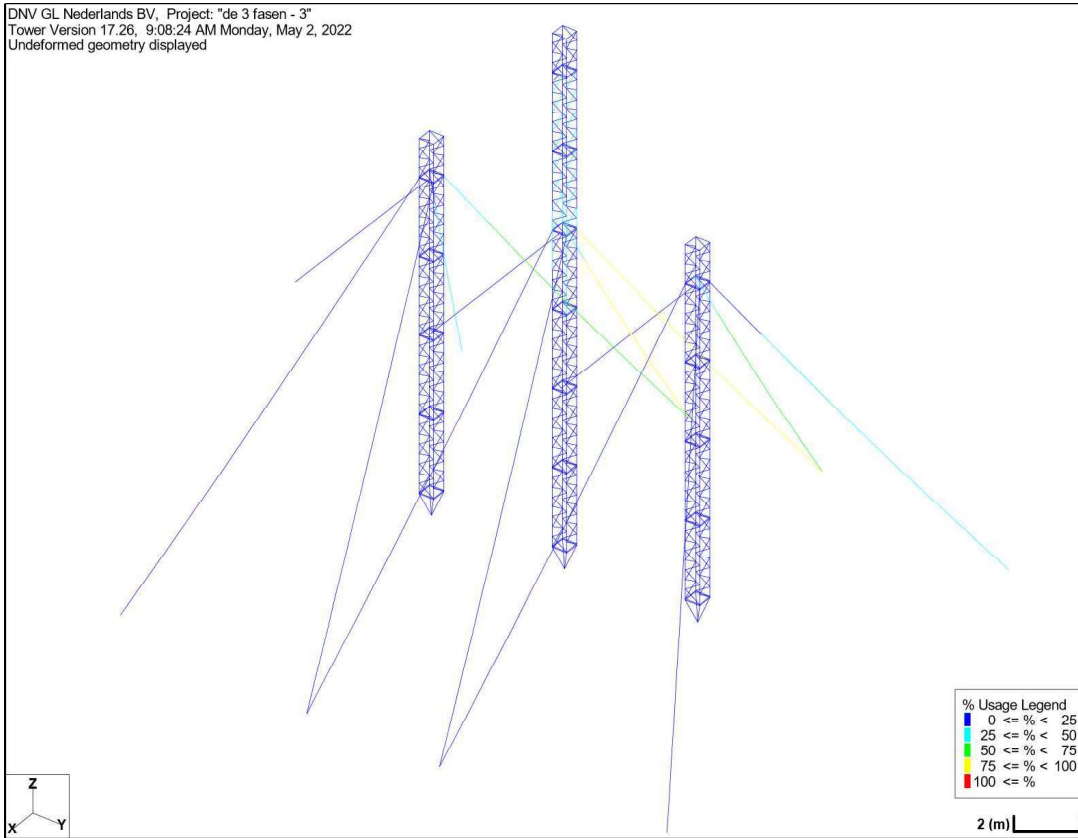 DNV GL Nederlands BV, Project: "de 3 fasen - 3"
Tower Version 17.26, 9:08:24 AM Monday, May 2, 2022
Undeformed geometry displayed
% Usage Legend
0 <= % < 25
25 <= % < 50
50 <= % < 75
75 <= % < 100
100 <= %
Z
X
Y
2 (m)